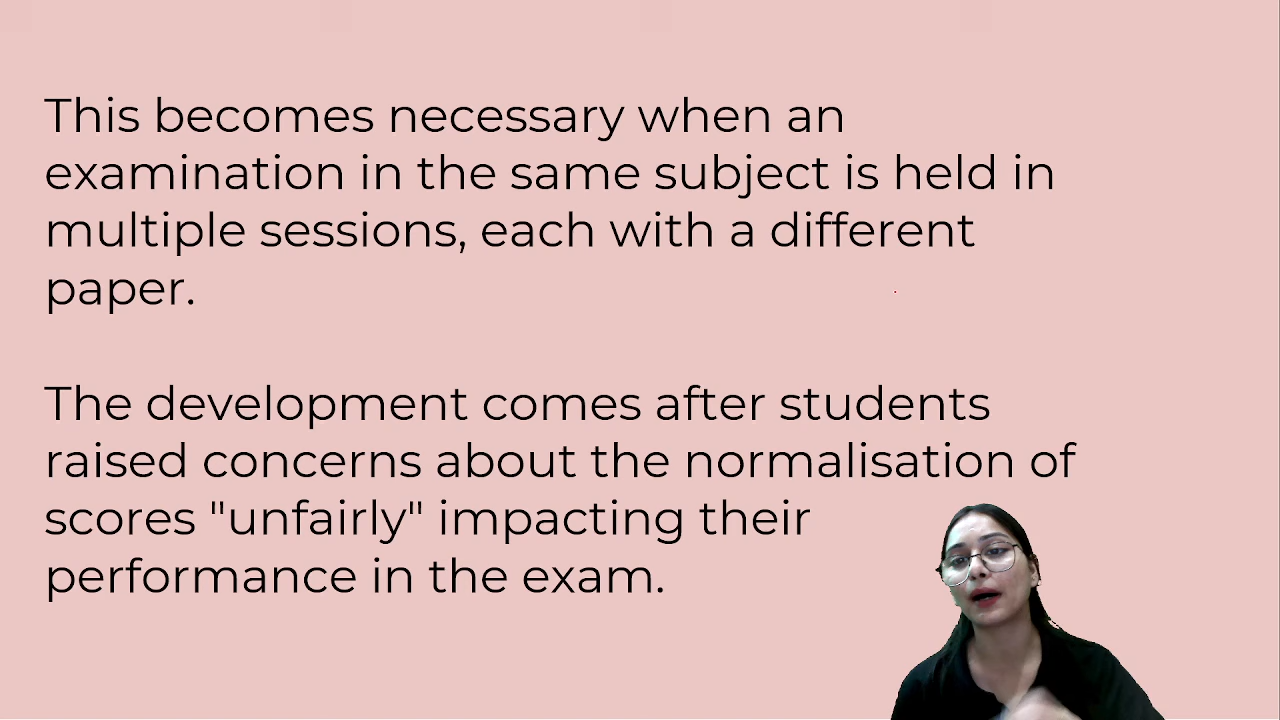 This becomes necessary when an
examination in the same subject is held in
multiple sessions, each with a different
paper.
The development comes after students
raised concerns about the normalisation of
scores "unfairly" impacting their
performance in the exam.